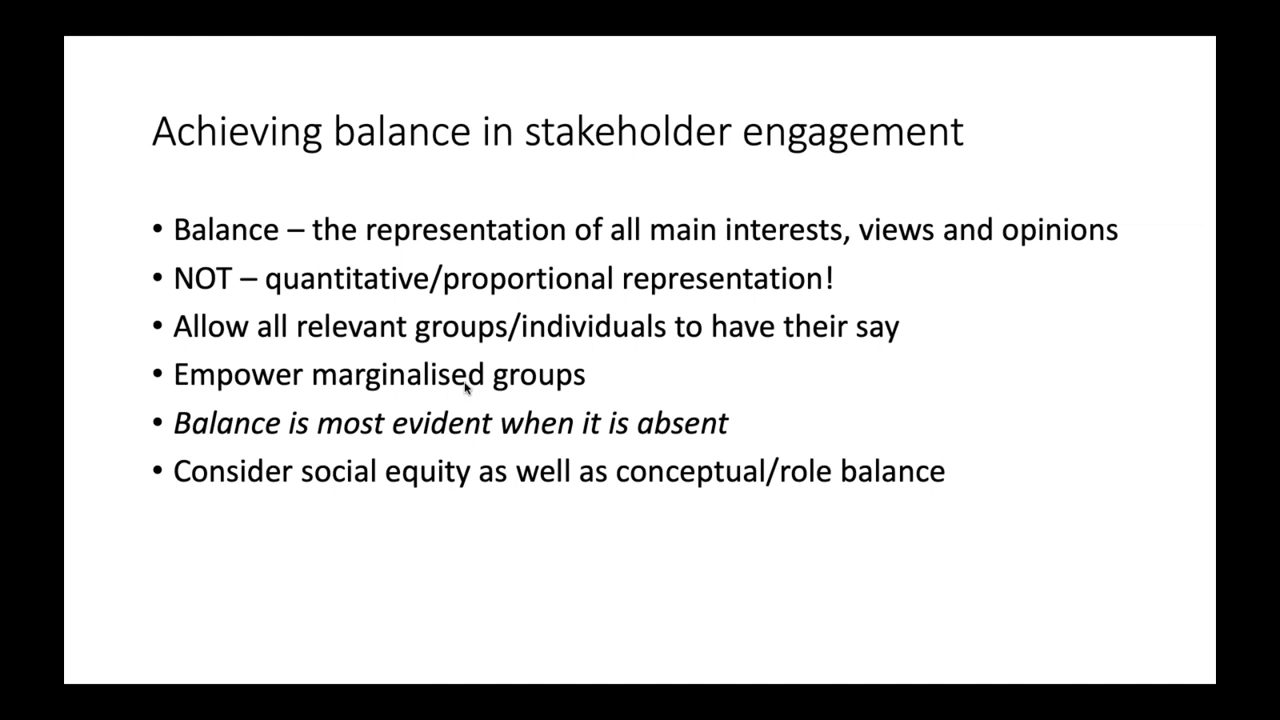 Achieving balance in stakeholder engagement
• Balance – the representation of all main interests, views and opinions
• NOT – quantitative/proportional representation!
• Allow all relevant groups/individuals to have their say
• Empower marginalised groups
• Balance is most evident when it is absent
• Consider social equity as well as conceptual/role balance